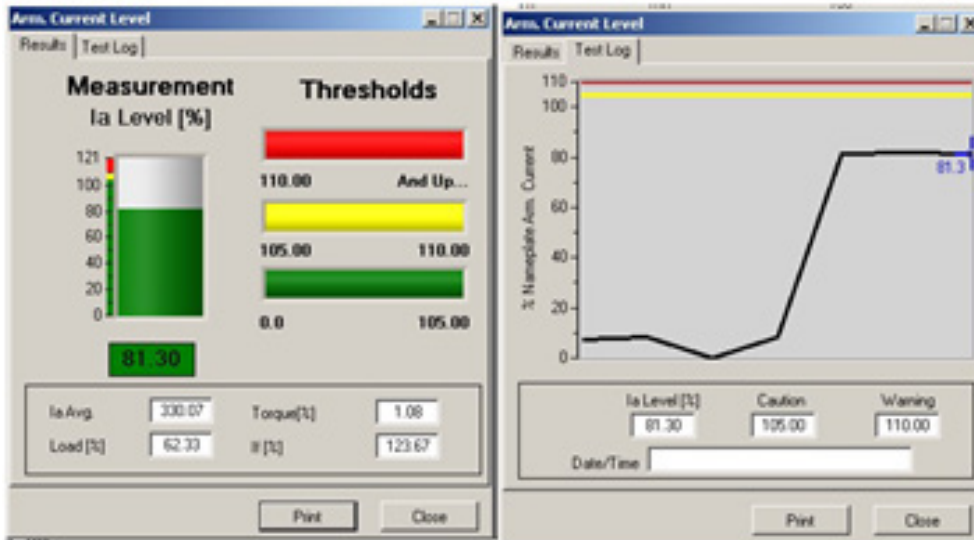 Arm. Current Level
Results Test Log
Measurement
Ia Level [%]
121
100
80
60
40
20
0
81.30
Thresholds
110.00 And Up...
105.00 110.00
0.0 105.00
Ia Avg. 330.07 Torque[%] 1.08
Load [%] 62.33 If [%] 123.67
Print Close
Arm. Current Level
Results Test Log
% Nameplate Arm. Current
110
100
80
60
40
20
0
81.3
Ia Level [%] Caution Warning
81.30 105.00 110.00
Date/Time
Print Close